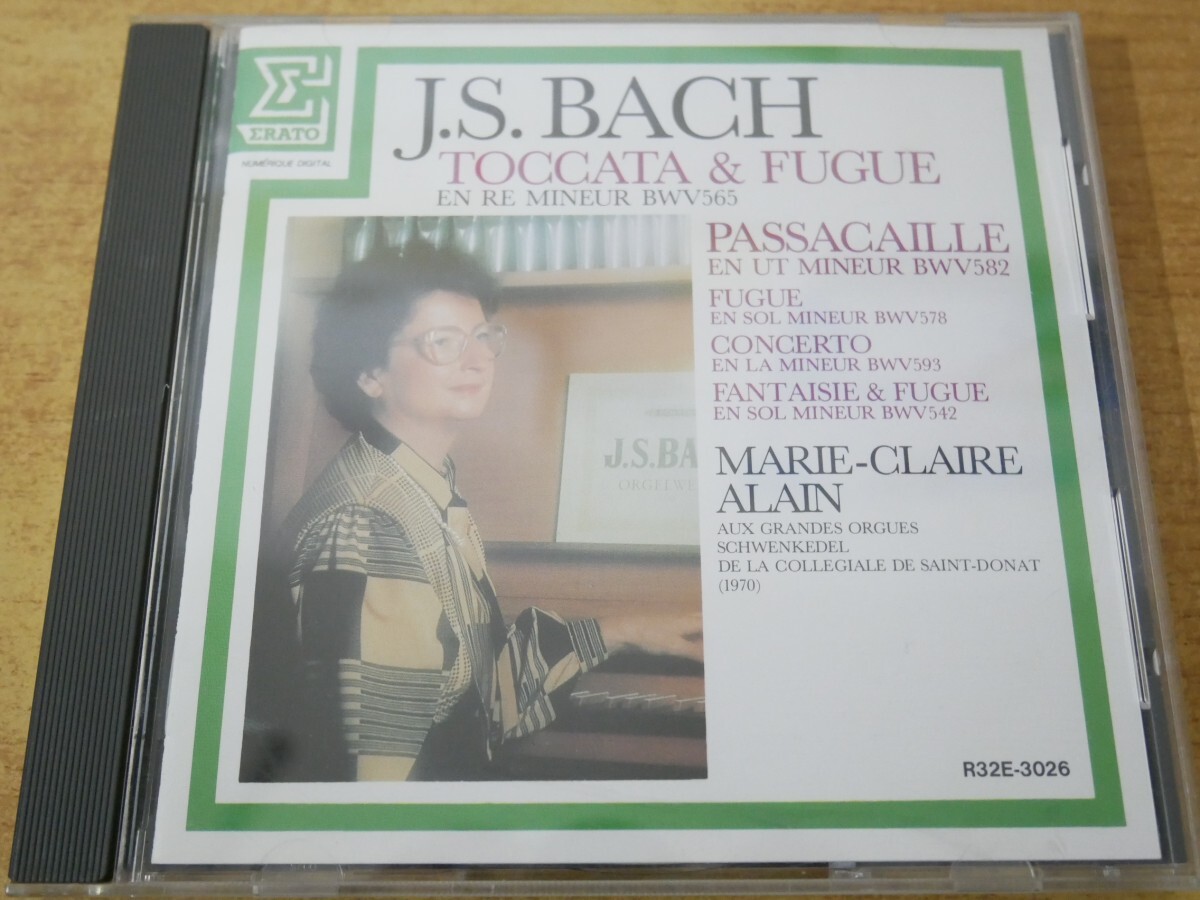 ERATO
NUMÉRIQUE DIGITAL
J.S. BACH
TOCCATA & FUGUE
EN RE MINEUR BWV565
PASSACAILLE
EN UT MINEUR BWV582
FUGUE
EN SOL MINEUR BWV578
CONCERTO
EN LA MINEUR BWV593
FANTAISIE & FUGUE
EN SOL MINEUR BWV542
J.S.BA
ORGELWE
MARIE-CLAIRE
ALAIN
AUX GRANDES ORGUES
SCHWENKEDEL
DE LA COLLEGIALE DE SAINT-DONAT
(1970)
R32E-3026